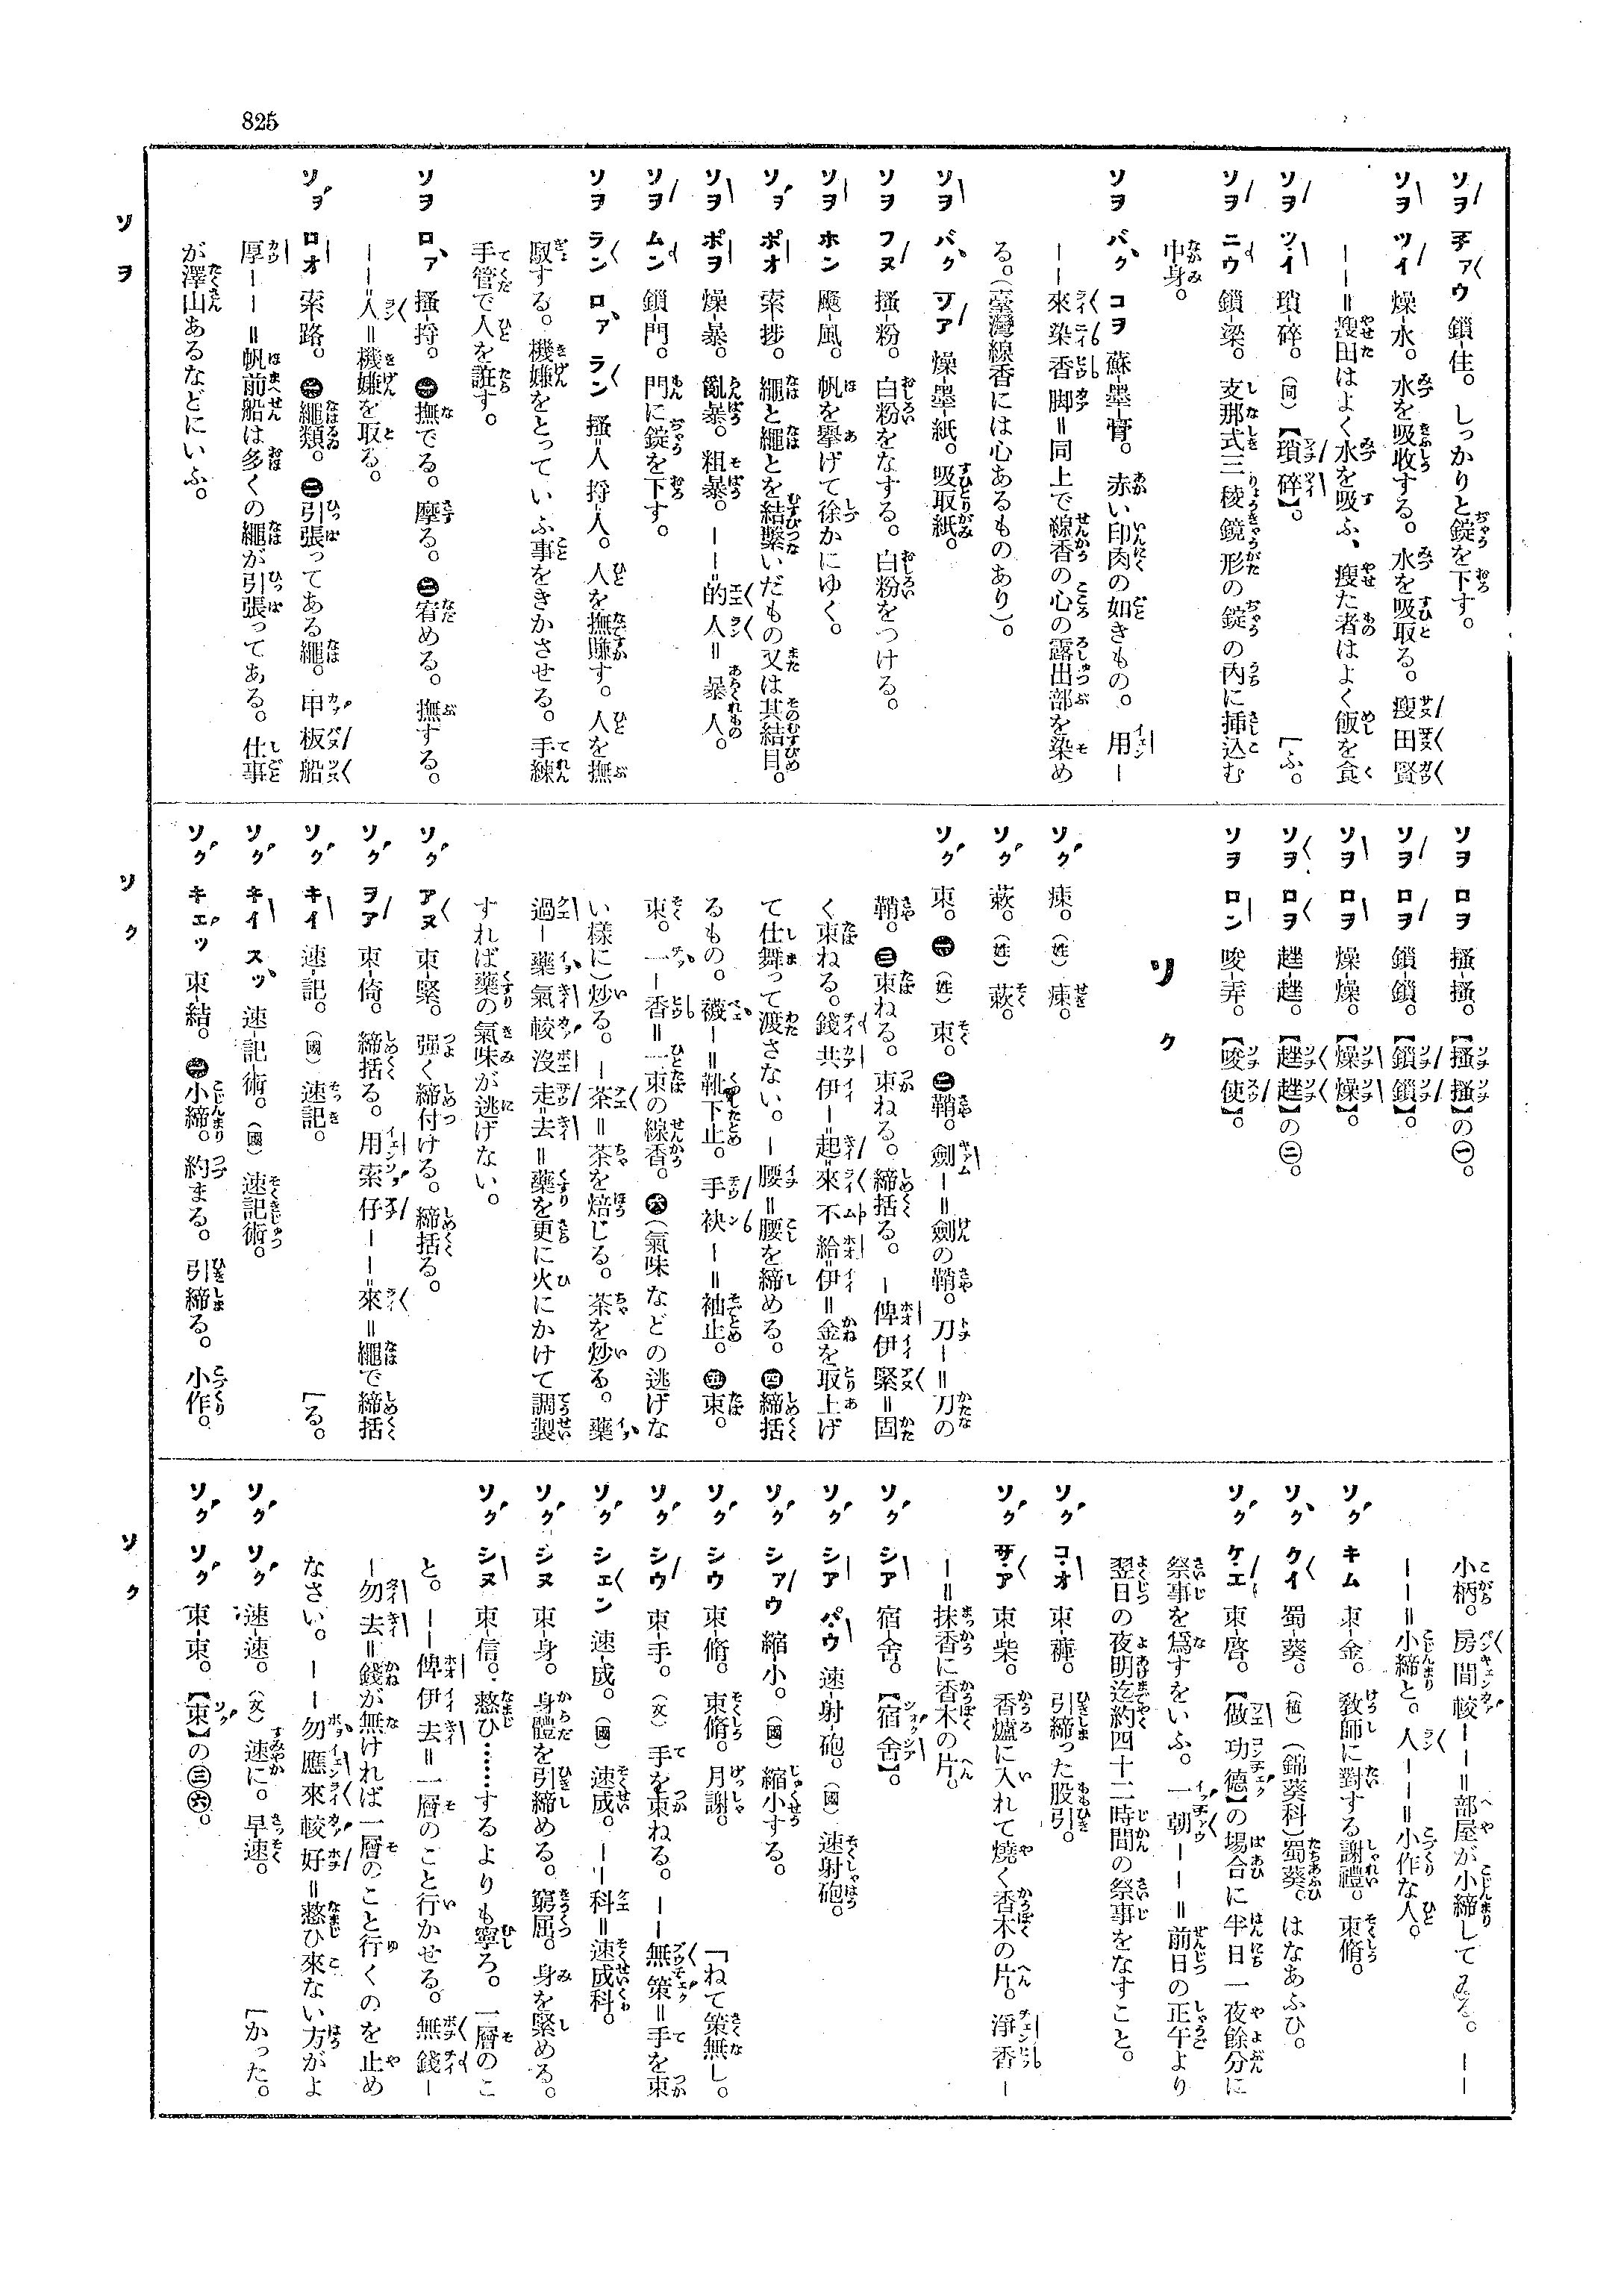 825
ソヲ チァウ 鎖-住。しっかりと錠を下す。
ソヲ ツイ 燥-水。水を吸收する。水を吸取る。瘦田賢
——=瘦田はよく水を吸ふ、瘦た者はよく飯を食
ソヲ ツイ 瑣-碎。(同)【瑣碎】。 〔ふ。
ソヲ ニウ 鎖-梁。支那式三稜鏡形の錠の內に挿込む
中身。
ソヲ バク コヲ 蘇-墨-膏。赤い印肉の如きもの。用—
—來染香脚=同上で線香の心の露出部を染め
る。(臺灣線香には心あるものあり)。
ソヲ バク ツァ 燥-墨-紙。吸取紙。
ソヲ フヌ 搔-粉。白粉をなする。白粉をつける。
ソヲ ホン 颷-風。帆を擧げて徐かにゆく。
ソヲ ポオ 索-捗。繩と繩とを結繫いだもの又は其結目。
ソヲ ポヲ 燥-暴。亂暴。粗暴。——=的人=暴人。
ソヲ ムン 鎖-門。門に錠を下す。
ソヲ ラン ロァ ラン 搔=人捋-人。人を撫賺す。人を撫
馭する。機嫌をとっていふ事をきかさせる。手練
手管で人を誑す。
ソヲ ロァ 搔-捋。㊀撫でる。摩る。㊁宥める。撫する。
——=人=機嫌を取る。
ソヲ ロオ 索-路。㊀繩類。㊁引張ってある繩。甲板船
厚——=帆前船は多くの繩が引張ってある。仕事
が澤山あるなどにいふ。
ソヲ ロヲ 搔-搔。【搔搔】の㊀。
ソヲ ロヲ 鎖-鎖。【鎖鎖】。
ソヲ ロヲ 燥-燥。【燥燥】。
ソヲ ロヲ 趖-趖。【趖趖】の㊁。
ソヲ ロン 唆-弄。【唆使】。
ソク
ソク 㾊。(姓)㾊。
ソク 蔌。(姓)蔌。
ソク 束。㊀(姓)束。㊁鞘。劍—=劍の鞘。刀—=刀の
鞘。㊂束ねる。束ねる。締括る。—俾伊緊=固
く束ねる。錢共伊—起=來不給=伊=金を取上げ
て仕舞って渡さない。—腰=腰を締める。㊃締括
るもの。襪—=靴下止。手袂—=袖止。㊄束。
束。一—香=一束の線香。㊅(氣味などの逃げな
い樣に)炒る。—茶=茶を焙じる。茶を炒る。藥
過—藥氣較沒走=去=藥を更に火にかけて調製
すれば藥の氣味が逃げない。
ソク アヌ 束-緊。强く締付ける。締括る。
ソク ヲア 束-倚。締括る。用索仔——=來=繩で締括
ソク キイ 速-記。(國)速記。 〔る。
ソク キイ スッ 速-記-術。(國)速記術。
ソク キェッ 束-結。㊀小締。約まる。引締る。小作。
小柄。房間較——=部屋が小締してゐる。——
——=小締と。人——=小作な人。
ソク キム 束-金。敎師に對する謝禮。束脩。
ソク クイ 蜀-葵。(植)(錦葵科)蜀葵。はなあふひ。
ソク ケエ 束-啓。【做功德】の場合に半日一夜餘分に
祭事を爲すをいふ。一朝——=前日の正午より
翌日の夜明迄約四十二時間の祭事をなすこと。
ソク コオ 束-褲。引締った股引。
ソク サア 束-柴。香爐に入れて燒く香木の片。淨香—
—=抹香に香木の片。
ソク シア 宿-舍。【宿舍】。
ソク シア パウ 速-射-砲。(國)速射砲。
ソク シァウ 縮-小。(國)縮小する。
ソク シウ 束-脩。束脩。月謝。 「ねて策無し。
ソク シウ 束-手。(文)手を束ねる。——無策=手を束
ソク シェン 速-成。(國)速成。—=科=速成科。
ソク シヌ 束-身。身體を引締める。窮屈。身を緊める。
ソク シヌ 束-信。憗ひ……するよりも寧ろ。一層のこ
と。——俾伊去=一層のこと行かせる。無錢—
—勿去=錢が無ければ一層のこと行くのを止め
なさい。——勿應來較好=憗ひ來ない方がよ
ソク ソク 速-速。(文)速に。早速。 〔かった。
ソク ソク 束-束。【束】の㊂㊅。
ソヲ
ソク
ソク